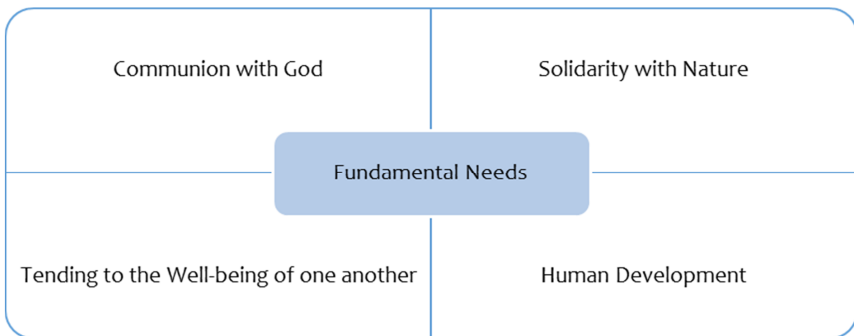 Communion with God
Solidarity with Nature
Fundamental Needs
Tending to the Well-being of one another
Human Development